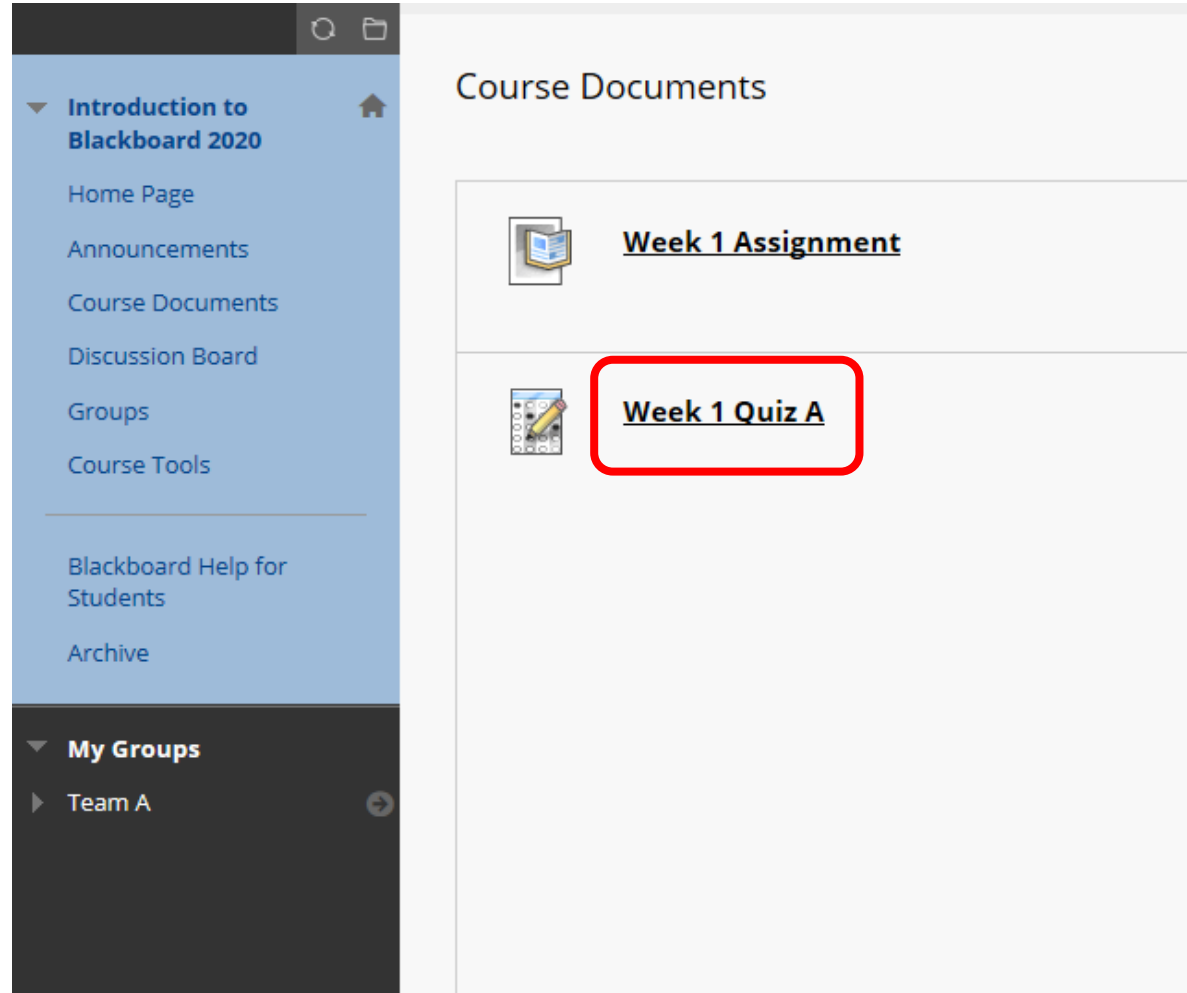 Introduction to
Blackboard 2020
Home Page
Announcements
Course Documents
Discussion Board
Groups
Course Tools
Blackboard Help for
Students
Archive
My Groups
Team A
Course Documents
Week 1 Assignment
Week 1 Quiz A